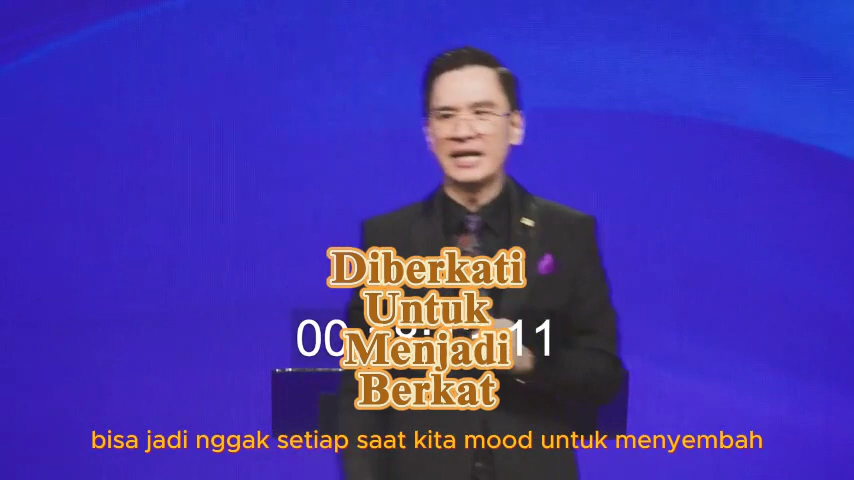 Diberkati
Untuk
Menjadi
Berkat
bisa jadi nggak setiap saat kita mood untuk menyembah